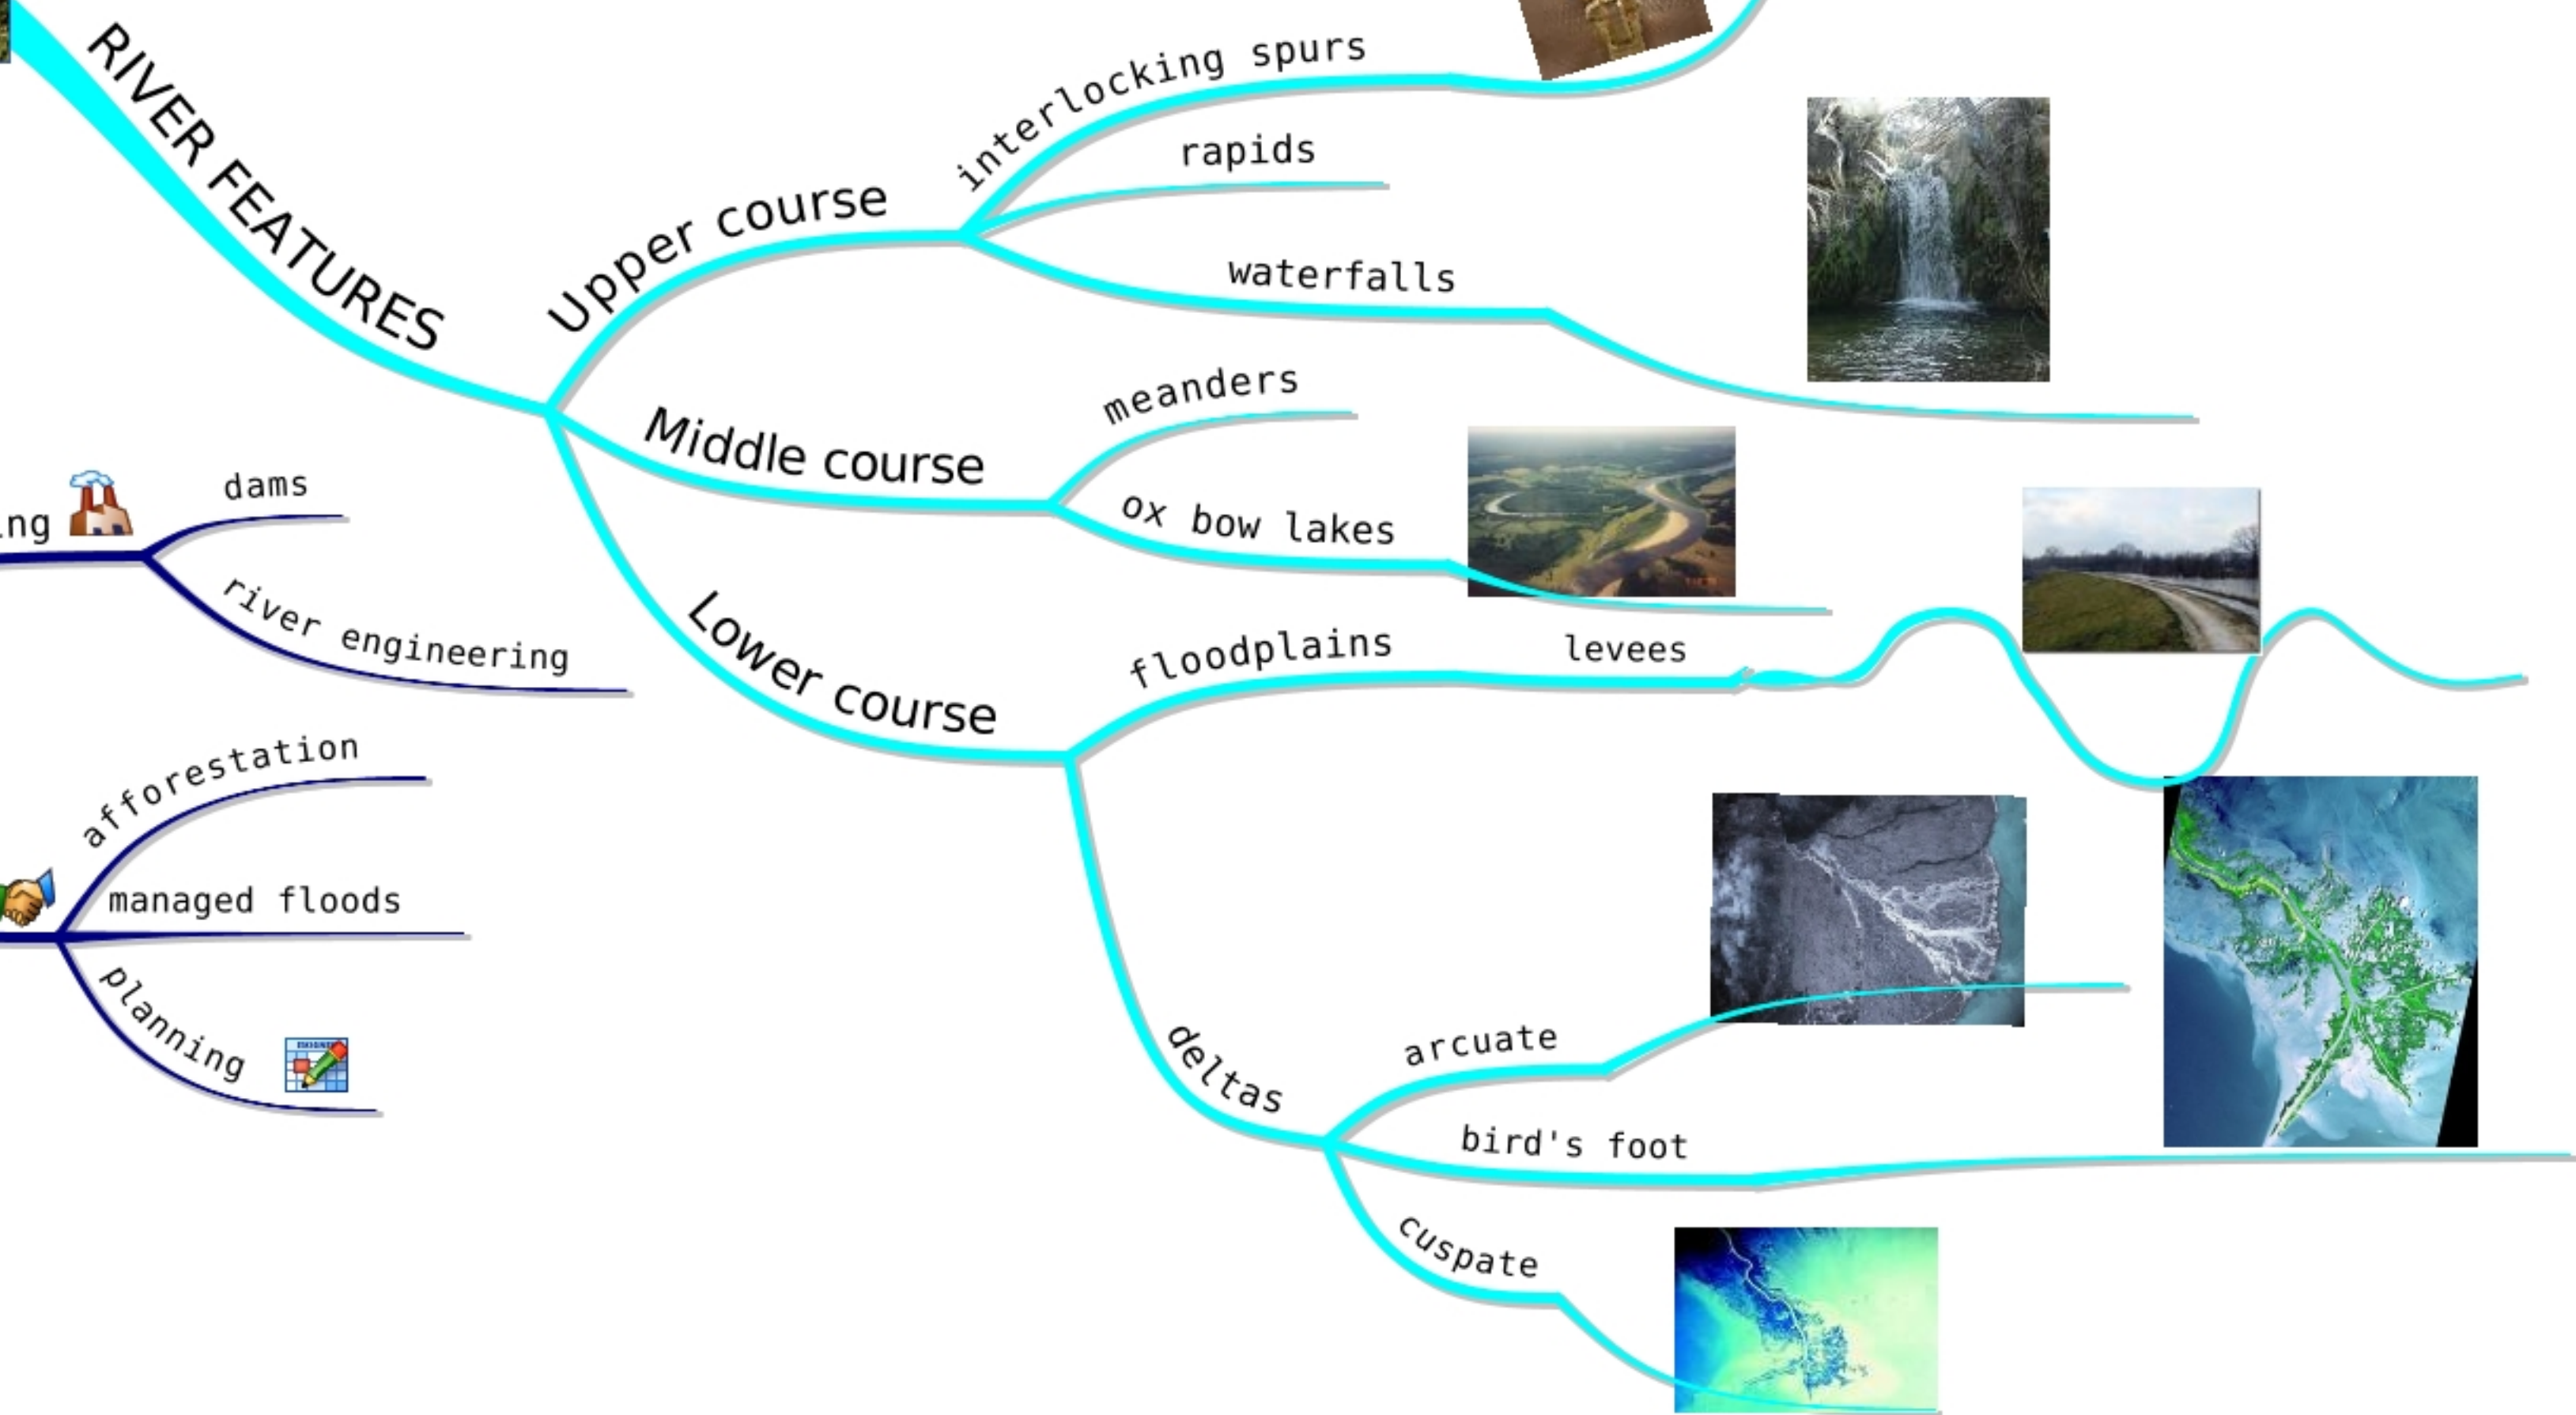 RIVER FEATURES
Upper course
interlocking spurs
rapids
waterfalls
Middle course
meanders
ox bow lakes
Lower course
floodplains
levees
deltas
arcuate
bird's foot
cuspate
dams
river engineering
afforestation
managed floods
planning